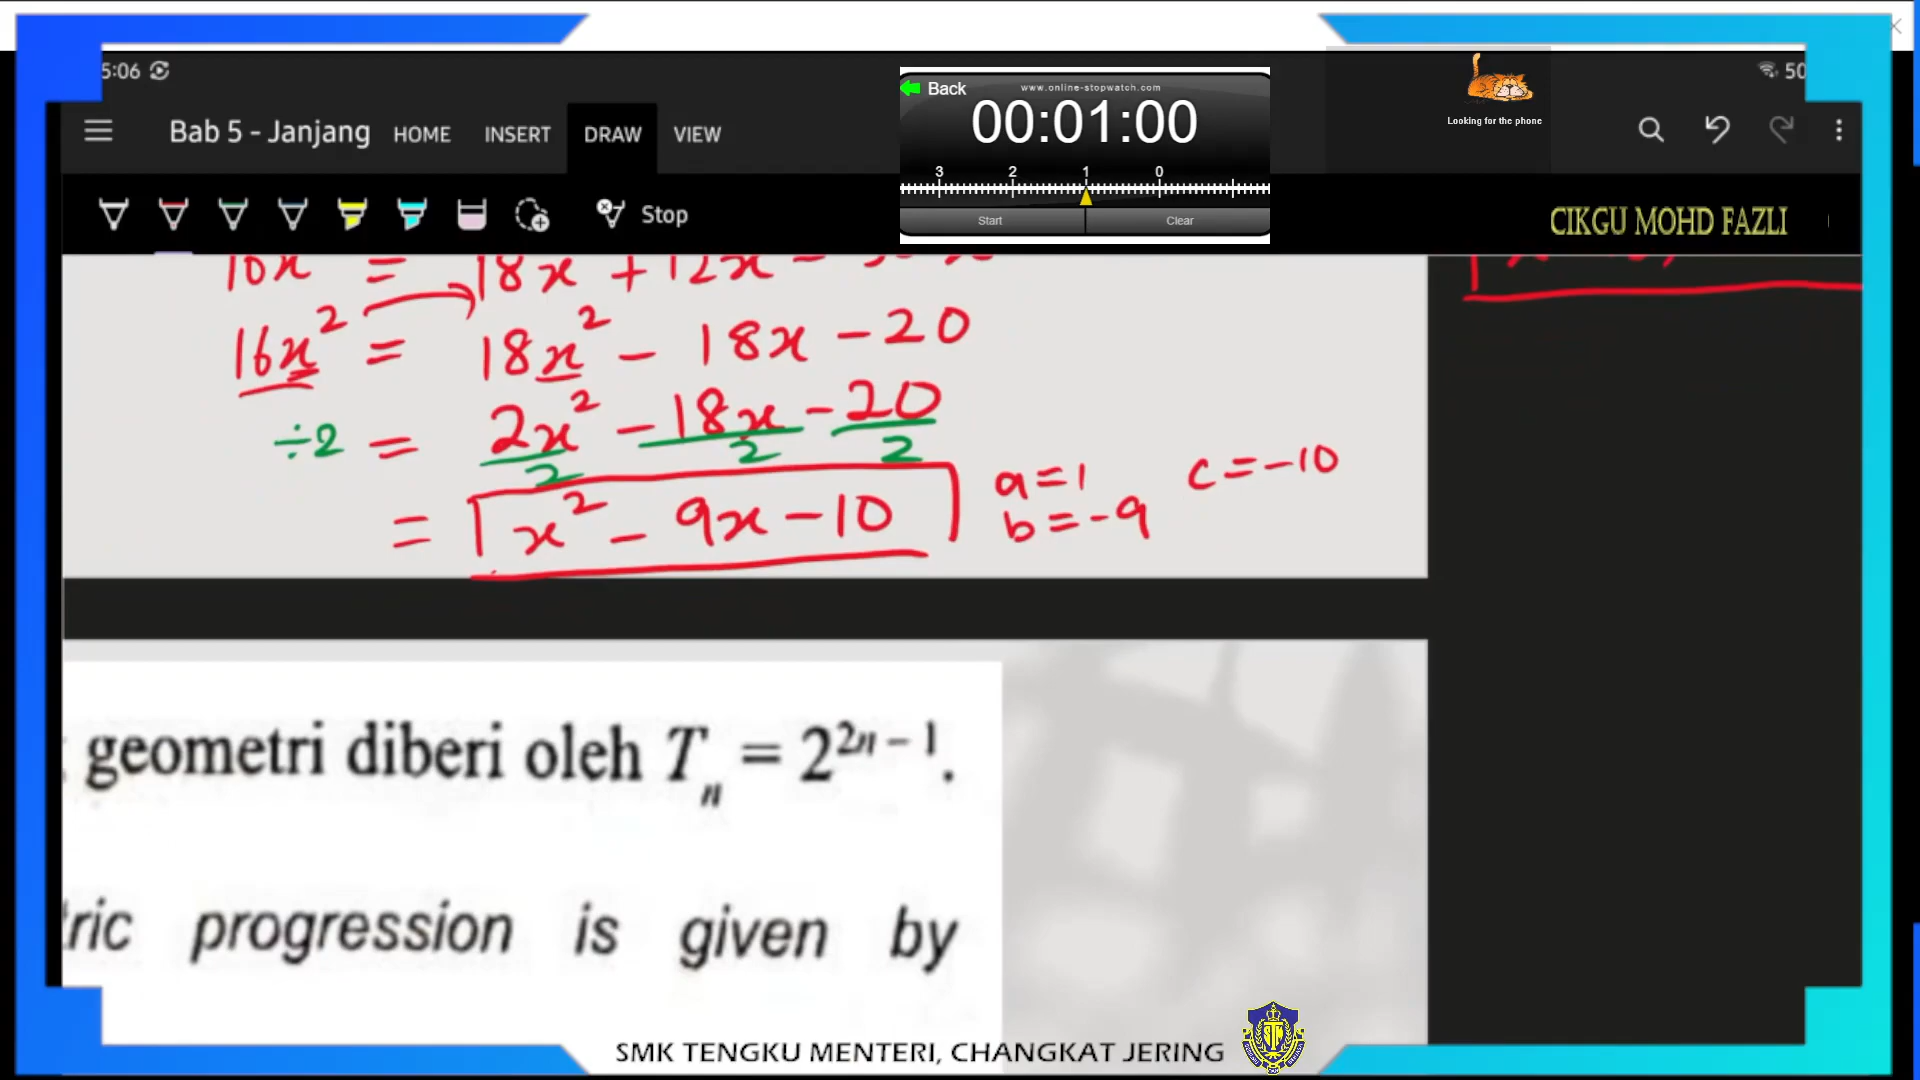 5:06
50
Back
www.online-stopwatch.com
00:01:00
3 2 1 0
Start Clear
Looking for the phone
Bab 5 - Janjang HOME INSERT DRAW VIEW
Stop
CIKGU MOHD FAZLI
16x² = 18x² - 18x - 20
÷2 = 2x²/2 - 18x/2 - 20/2
= x² - 9x - 10
a = 1
b = -9
c = -10
geometri diberi oleh Tₙ = 2²ⁿ⁻¹.
progression is given by
SMK TENGKU MENTERI, CHANGKAT JERING